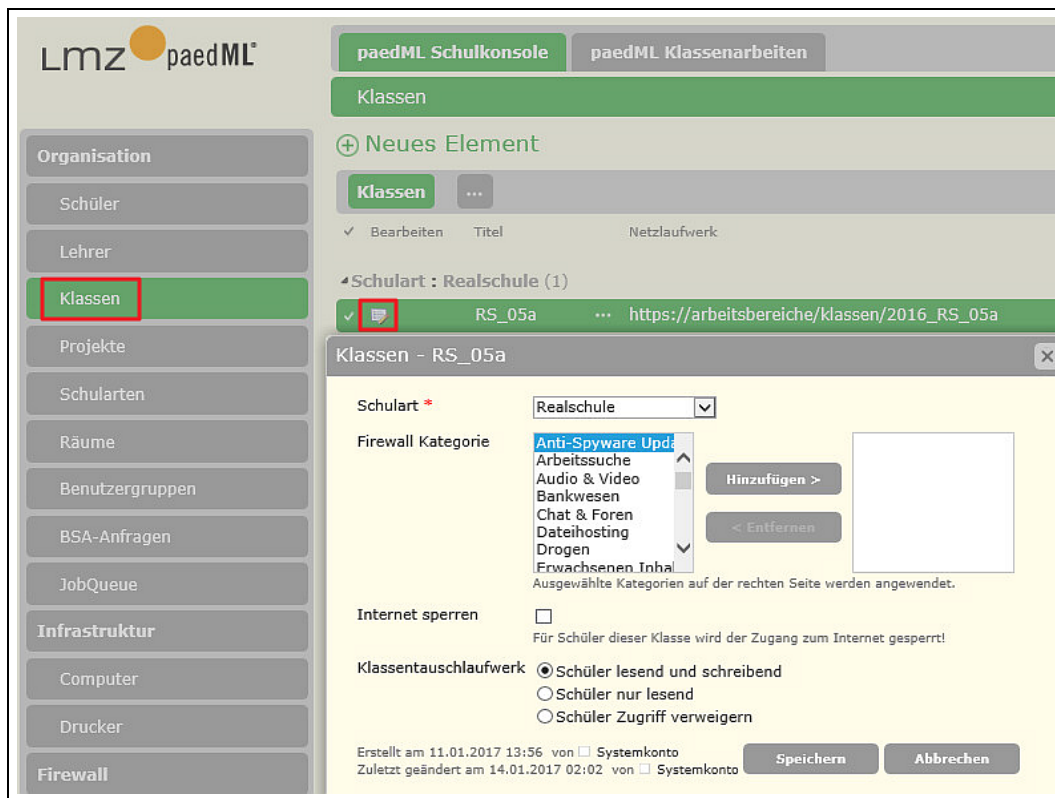 Lmz paedML®
paedML Schulkonsole
paedML Klassenarbeiten
Klassen
Neues Element
Klassen ...
Bearbeiten Titel Netzlaufwerk
Schulart : Realschule (1)
RS_05a ... https://arbeitsbereiche/klassen/2016_RS_05a
Organisation
Schüler
Lehrer
Klassen
Projekte
Schularten
Räume
Benutzergruppen
BSA-Anfragen
JobQueue
Infrastruktur
Computer
Drucker
Firewall
Klassen - RS_05a
Schulart * Realschule
Firewall Kategorie
Anti-Spyware Upda
Arbeitssuche
Audio & Video
Bankwesen
Chat & Foren
Dateihosting
Drogen
Erwachsenen Inhal
Hinzufügen >
< Entfernen
Ausgewählte Kategorien auf der rechten Seite werden angewendet.
Internet sperren
Für Schüler dieser Klasse wird der Zugang zum Internet gesperrt!
Klassentauschlaufwerk Schüler lesend und schreibend
Schüler nur lesend
Schüler Zugriff verweigern
Erstellt am 11.01.2017 13:56 von Systemkonto
Zuletzt geändert am 14.01.2017 02:02 von Systemkonto
Speichern
Abbrechen